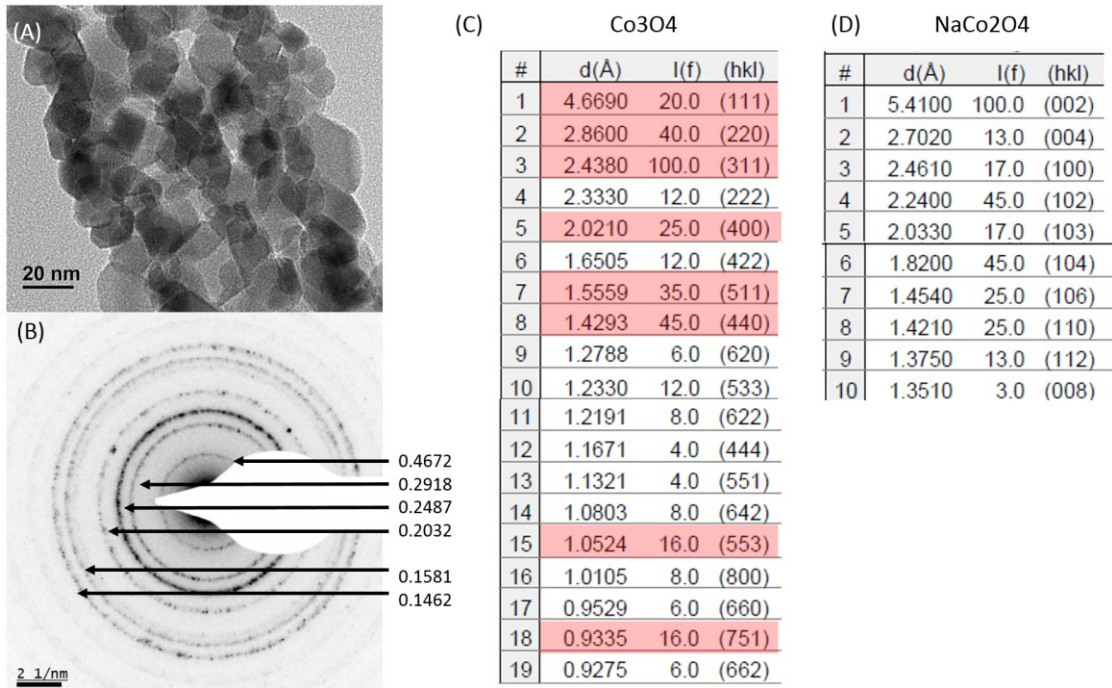 (A)
20 nm
(B)
0.4672
0.2918
0.2487
0.2032
0.1581
0.1462
2 1/nm
(C) Co3O4
# d(Å) I(f) (hkl)
1 4.6690 20.0 (111)
2 2.8600 40.0 (220)
3 2.4380 100.0 (311)
4 2.3330 12.0 (222)
5 2.0210 25.0 (400)
6 1.6505 12.0 (422)
7 1.5559 35.0 (511)
8 1.4293 45.0 (440)
9 1.2788 6.0 (620)
10 1.2330 12.0 (533)
11 1.2191 8.0 (622)
12 1.1671 4.0 (444)
13 1.1321 4.0 (551)
14 1.0803 8.0 (642)
15 1.0524 16.0 (553)
16 1.0105 8.0 (800)
17 0.9529 6.0 (660)
18 0.9335 16.0 (751)
19 0.9275 6.0 (662)
(D) NaCo2O4
# d(Å) I(f) (hkl)
1 5.4100 100.0 (002)
2 2.7020 13.0 (004)
3 2.4610 17.0 (100)
4 2.2400 45.0 (102)
5 2.0330 17.0 (103)
6 1.8200 45.0 (104)
7 1.4540 25.0 (106)
8 1.4210 25.0 (110)
9 1.3750 13.0 (112)
10 1.3510 3.0 (008)